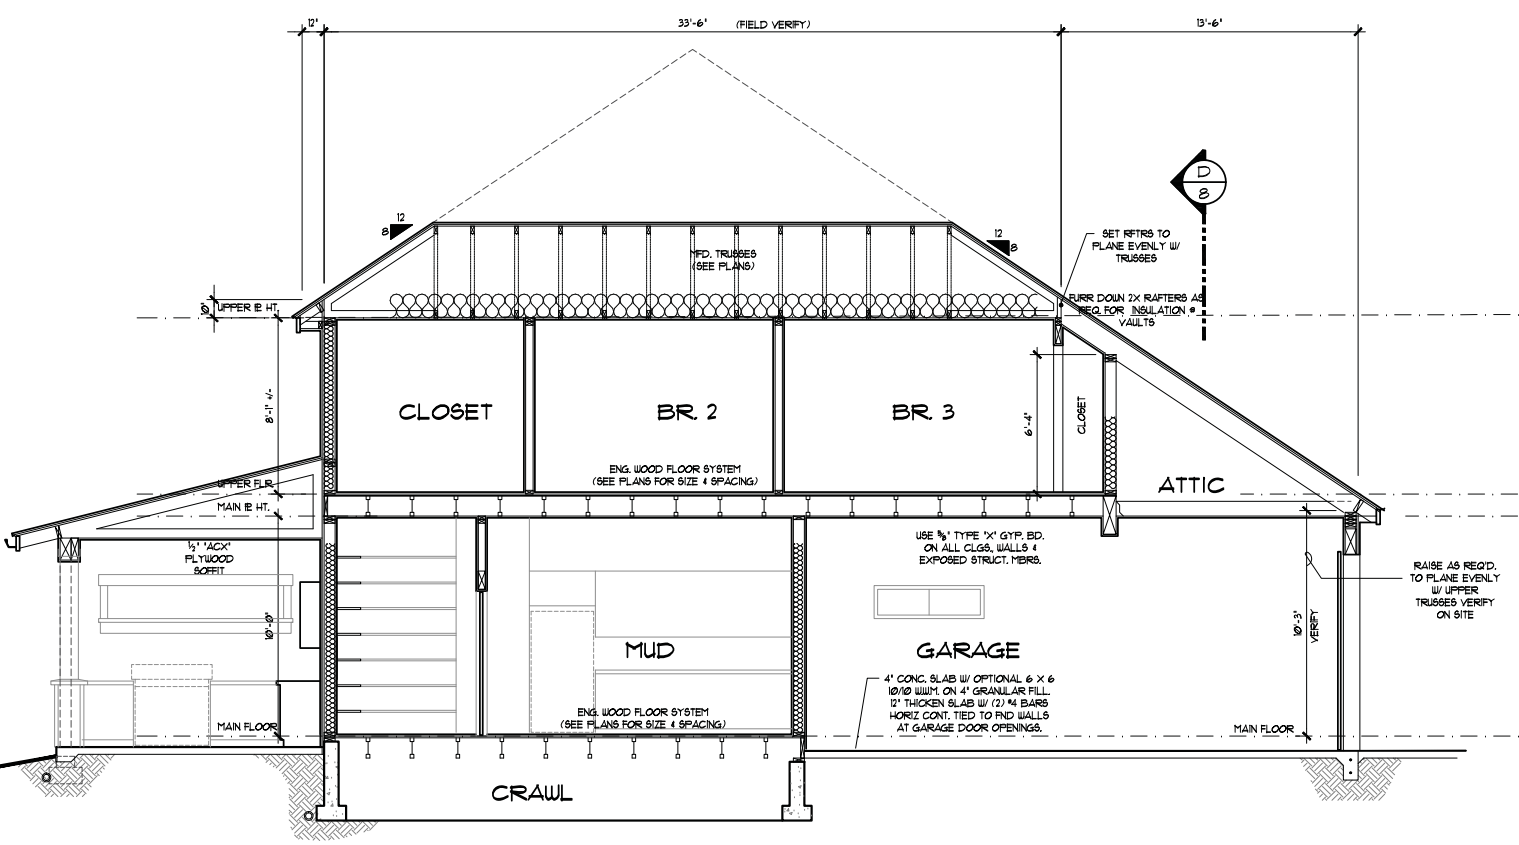 12"
33'-6" (FIELD VERIFY)
13'-6"
D
8
12
8
12
8
SET RFTRS TO
PLANE EVENLY W/
TRUSSES
MFD. TRUSSES
(SEE PLANS)
UPPER PL HT.
FURR DOWN 2X RAFTERS AS
REQ. FOR INSULATION @
VAULTS
8'-1" +/-
CLOSET
BR. 2
BR. 3
6'-4"
CLOSET
ENG. WOOD FLOOR SYSTEM
(SEE PLANS FOR SIZE & SPACING)
ATTIC
UPPER FLR.
MAIN PL HT.
1/2" "ACX"
PLYWOOD
SOFFIT
USE 5/8" TYPE "X" GYP. BD.
ON ALL CLGS., WALLS &
EXPOSED STRUCT. MBRS.
RAISE AS REQ'D.
TO PLANE EVENLY
W/ UPPER
TRUSSES VERIFY
ON SITE
10'-0"
10'-3"
VERIFY
MUD
GARAGE
4" CONC. SLAB W/ OPTIONAL 6 X 6
10/10 W.W.M. ON 4" GRANULAR FILL.
12" THICKEN SLAB W/ (2) #4 BARS
HORIZ CONT. TIED TO FND WALLS
AT GARAGE DOOR OPENINGS.
ENG. WOOD FLOOR SYSTEM
(SEE PLANS FOR SIZE & SPACING)
MAIN FLOOR
MAIN FLOOR
CRAWL